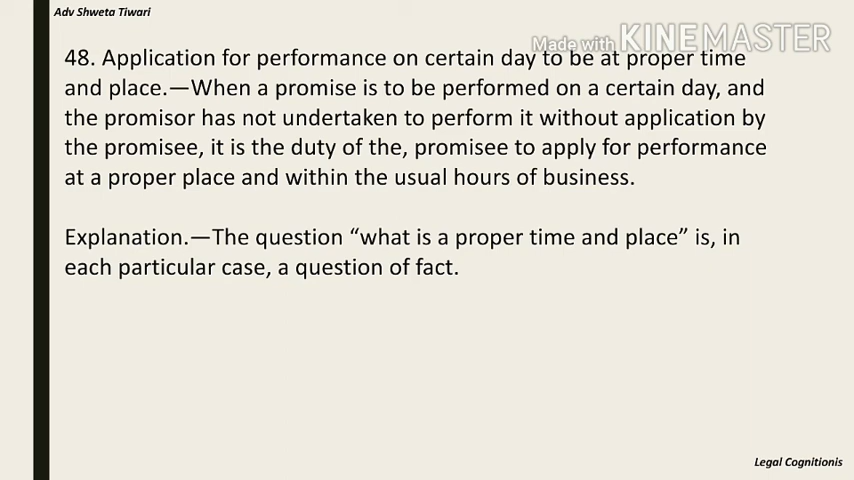 Adv Shweta Tiwari
Made with KINEMASTER
48. Application for performance on certain day to be at proper time
and place.—When a promise is to be performed on a certain day, and
the promisor has not undertaken to perform it without application by
the promisee, it is the duty of the, promisee to apply for performance
at a proper place and within the usual hours of business.
Explanation.—The question “what is a proper time and place” is, in
each particular case, a question of fact.
Legal Cognitionis